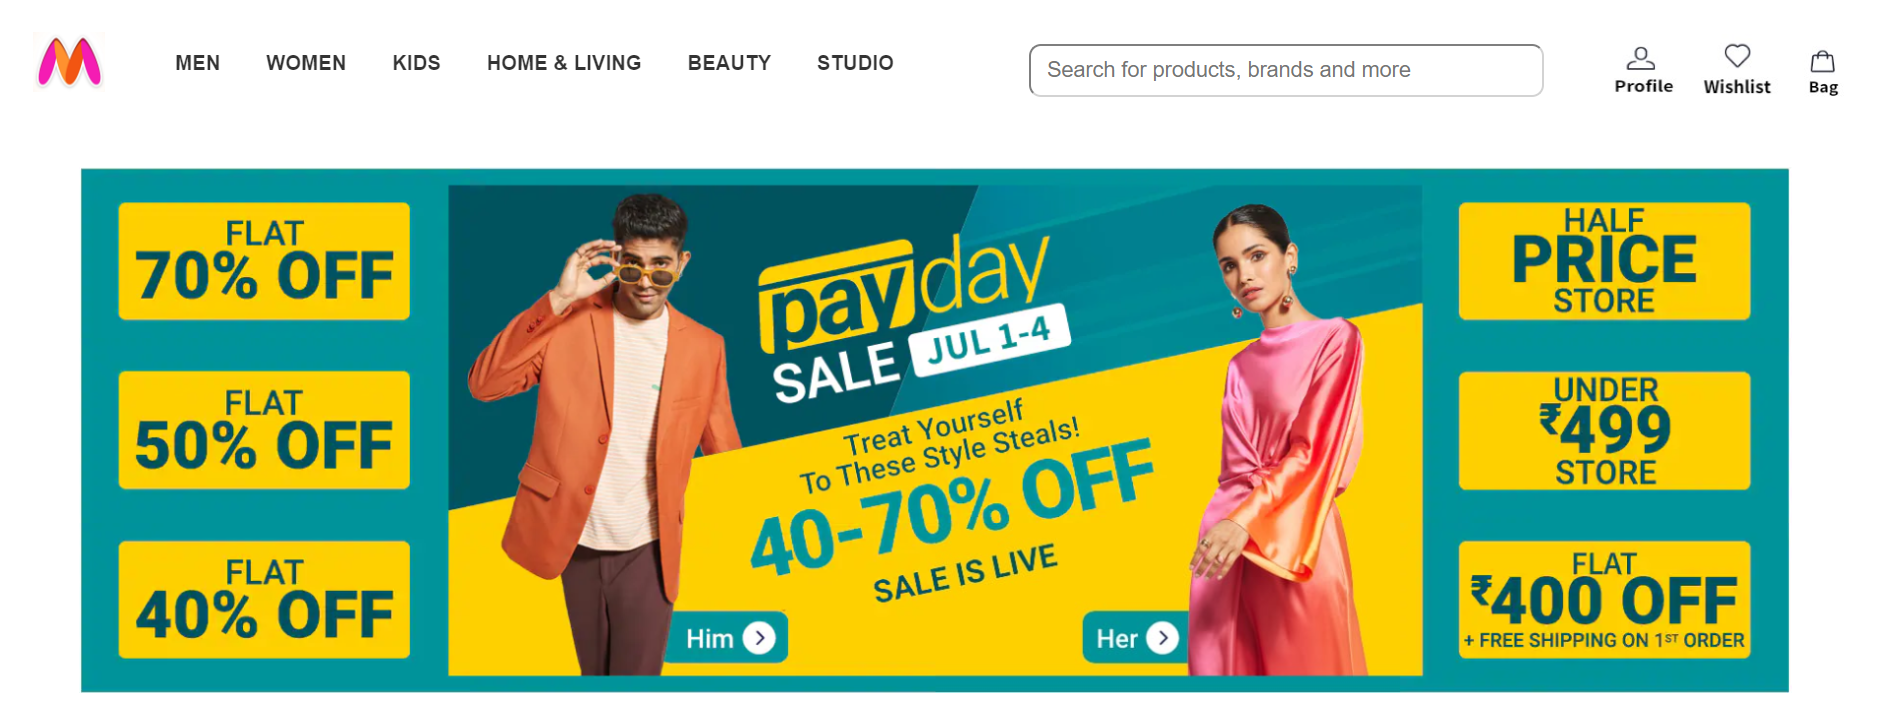 MEN WOMEN KIDS HOME & LIVING BEAUTY STUDIO
Search for products, brands and more
Profile
Wishlist
Bag
FLAT
70% OFF
FLAT
50% OFF
FLAT
40% OFF
payday
SALE JUL 1-4
Treat Yourself
To These Style Steals!
40-70% OFF
SALE IS LIVE
Him
Her
HALF
PRICE
STORE
UNDER
₹499
STORE
FLAT
₹400 OFF
+ FREE SHIPPING ON 1ST ORDER